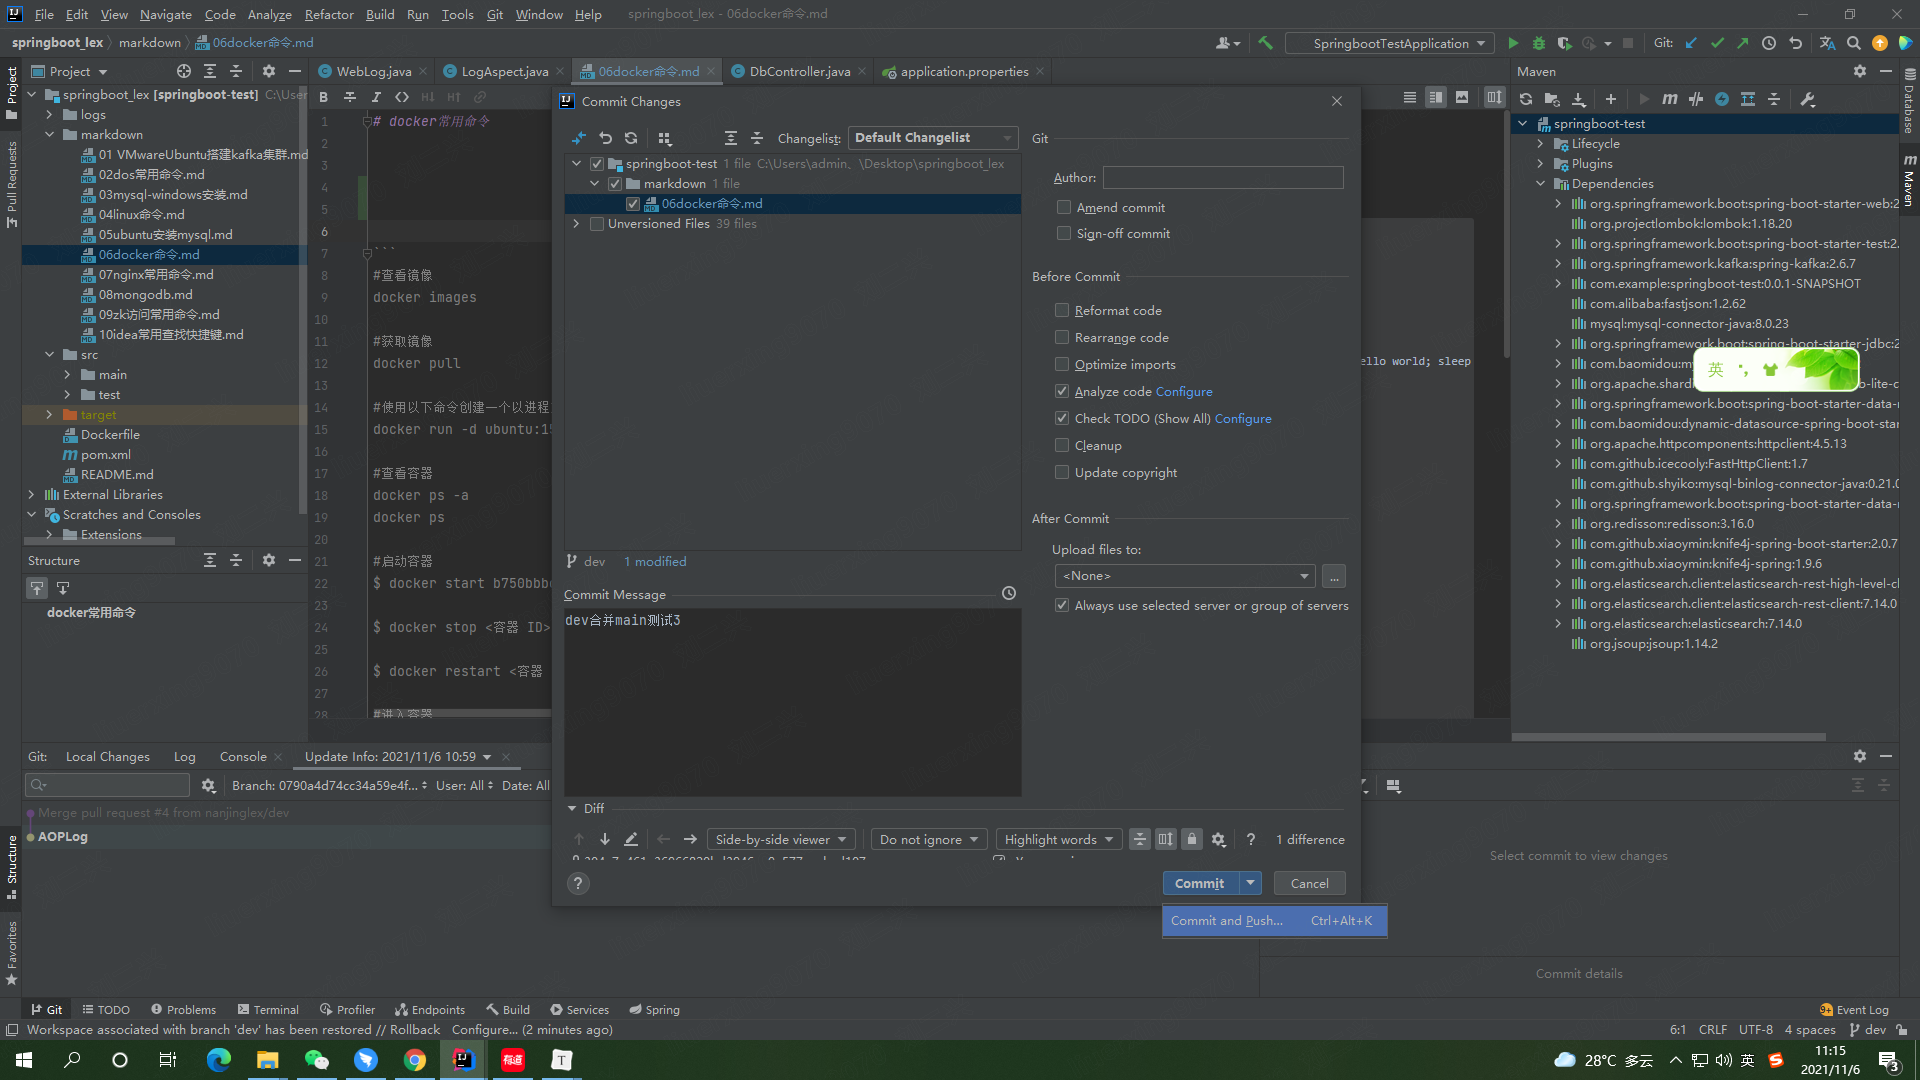 File Edit View Navigate Code Analyze Refactor Build Run Tools Git Window Help springboot_lex - 06docker命令.md
springboot_lex markdown 06docker命令.md
SpringbootTestApplication Git:
Project
WebLog.java LogAspect.java 06docker命令.md DbController.java application.properties
Maven
springboot_lex [springboot-test] C:\User
logs
markdown
01 VMwareUbuntu搭建kafka集群.md
02dos常用命令.md
03mysql-windows安装.md
04linux命令.md
05ubuntu安装mysql.md
06docker命令.md
07nginx常用命令.md
08mongodb.md
09zk访问常用命令.md
10idea常用查找快捷键.md
src
main
test
target
Dockerfile
pom.xml
README.md
External Libraries
Scratches and Consoles
Extensions
Structure
docker常用命令
Project
Pull Requests
Structure
Favorites
1 # docker常用命令
2
3
4
5
6
7 ```
8 #查看镜像
9 docker images
10
11 #获取镜像
12 docker pull
13
14 #使用以下命令创建一个以进程
15 docker run -d ubuntu:15
16
17 #查看容器
18 docker ps -a
19 docker ps
20
21 #启动容器
22 $ docker start b750bbbc
23
24 $ docker stop <容器 ID>
25
26 $ docker restart <容器
27
28 #进入容器
ello world; sleep
Commit Changes
Changelist: Default Changelist
springboot-test 1 file C:\Users\admin、\Desktop\springboot_lex
markdown 1 file
06docker命令.md
Unversioned Files 39 files
dev 1 modified
Commit Message
dev合并main测试3
Git
Author:
Amend commit
Sign-off commit
Before Commit
Reformat code
Rearrange code
Optimize imports
Analyze code Configure
Check TODO (Show All) Configure
Cleanup
Update copyright
After Commit
Upload files to:
<None>
...
Always use selected server or group of servers
Diff
Side-by-side viewer Do not ignore Highlight words ? 1 difference
? Commit Cancel
Commit and Push... Ctrl+Alt+K
springboot-test
Lifecycle
Plugins
Dependencies
org.springframework.boot:spring-boot-starter-web:2
org.projectlombok:lombok:1.18.20
org.springframework.boot:spring-boot-starter-test:2.
org.springframework.kafka:spring-kafka:2.6.7
com.example:springboot-test:0.0.1-SNAPSHOT
com.alibaba:fastjson:1.2.62
mysql:mysql-connector-java:8.0.23
org.springframework.boot:spring-boot-starter-jdbc:2
com.baomidou:m
org.apache.shard o-lite-c
org.springframework.boot:spring-boot-starter-data-r
com.baomidou:dynamic-datasource-spring-boot-star
org.apache.httpcomponents:httpclient:4.5.13
com.github.icecooly:FastHttpClient:1.7
com.github.shyiko:mysql-binlog-connector-java:0.21.0
org.springframework.boot:spring-boot-starter-data-r
org.redisson:redisson:3.16.0
com.github.xiaoymin:knife4j-spring-boot-starter:2.0.7
com.github.xiaoymin:knife4j-spring:1.9.6
org.elasticsearch.client:elasticsearch-rest-high-level-cl
org.elasticsearch.client:elasticsearch-rest-client:7.14.0
org.elasticsearch:elasticsearch:7.14.0
org.jsoup:jsoup:1.14.2
英
Database
Maven
Git: Local Changes Log Console Update Info: 2021/11/6 10:59
Branch: 0790a4d74cc34a59e4f... User: All Date: All
Merge pull request #4 from nanjinglex/dev
AOPLog
Select commit to view changes
Commit details
Git TODO Problems Terminal Profiler Endpoints Build Services Spring Event Log
Workspace associated with branch 'dev' has been restored // Rollback Configure... (2 minutes ago) 6:1 CRLF UTF-8 4 spaces dev
28°C 多云 英 11:15
2021/11/6 3